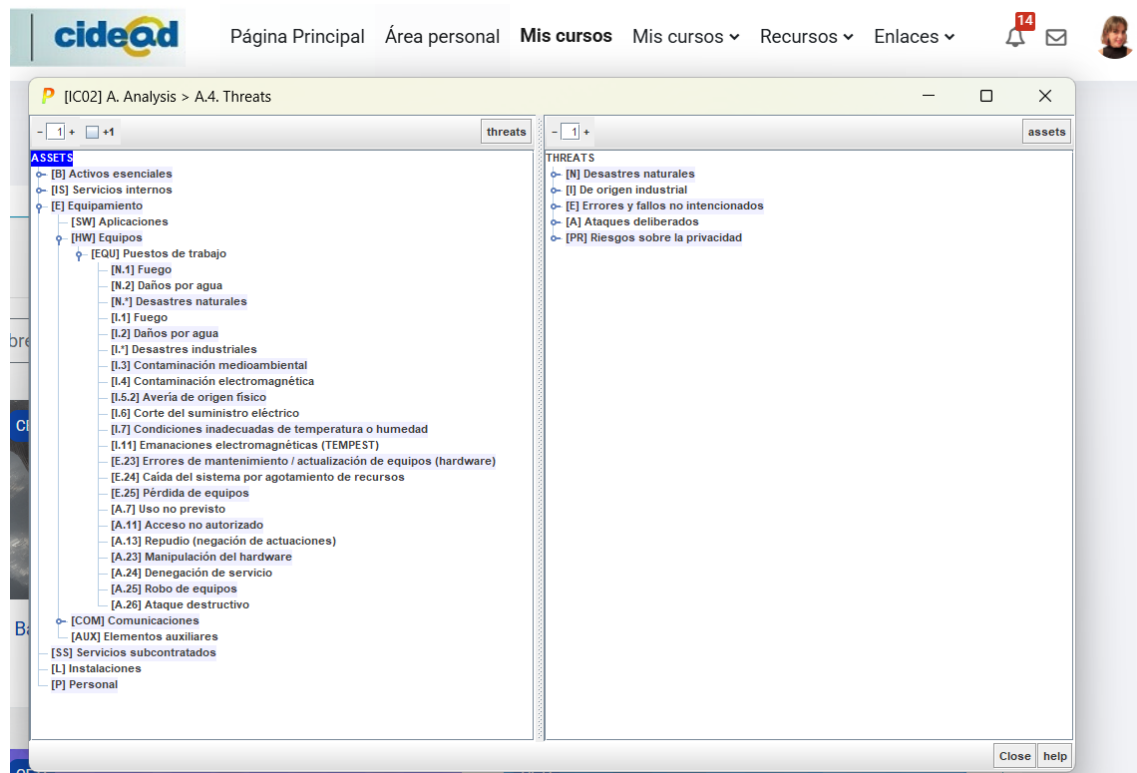 cidead Página Principal Área personal Mis cursos Mis cursos Recursos Enlaces 14
[IC02] A. Analysis > A.4. Threats
- 1 + +1 threats
ASSETS
[B] Activos esenciales
[IS] Servicios internos
[E] Equipamiento
[SW] Aplicaciones
[HW] Equipos
[EQU] Puestos de trabajo
[N.1] Fuego
[N.2] Daños por agua
[N.*] Desastres naturales
[I.1] Fuego
[I.2] Daños por agua
[I.*] Desastres industriales
[I.3] Contaminación medioambiental
[I.4] Contaminación electromagnética
[I.5.2] Avería de origen físico
[I.6] Corte del suministro eléctrico
[I.7] Condiciones inadecuadas de temperatura o humedad
[I.11] Emanaciones electromagnéticas (TEMPEST)
[E.23] Errores de mantenimiento / actualización de equipos (hardware)
[E.24] Caída del sistema por agotamiento de recursos
[E.25] Pérdida de equipos
[A.7] Uso no previsto
[A.11] Acceso no autorizado
[A.13] Repudio (negación de actuaciones)
[A.23] Manipulación del hardware
[A.24] Denegación de servicio
[A.25] Robo de equipos
[A.26] Ataque destructivo
[COM] Comunicaciones
[AUX] Elementos auxiliares
[SS] Servicios subcontratados
[L] Instalaciones
[P] Personal
- 1 + assets
THREATS
[N] Desastres naturales
[I] De origen industrial
[E] Errores y fallos no intencionados
[A] Ataques deliberados
[PR] Riesgos sobre la privacidad
Close help